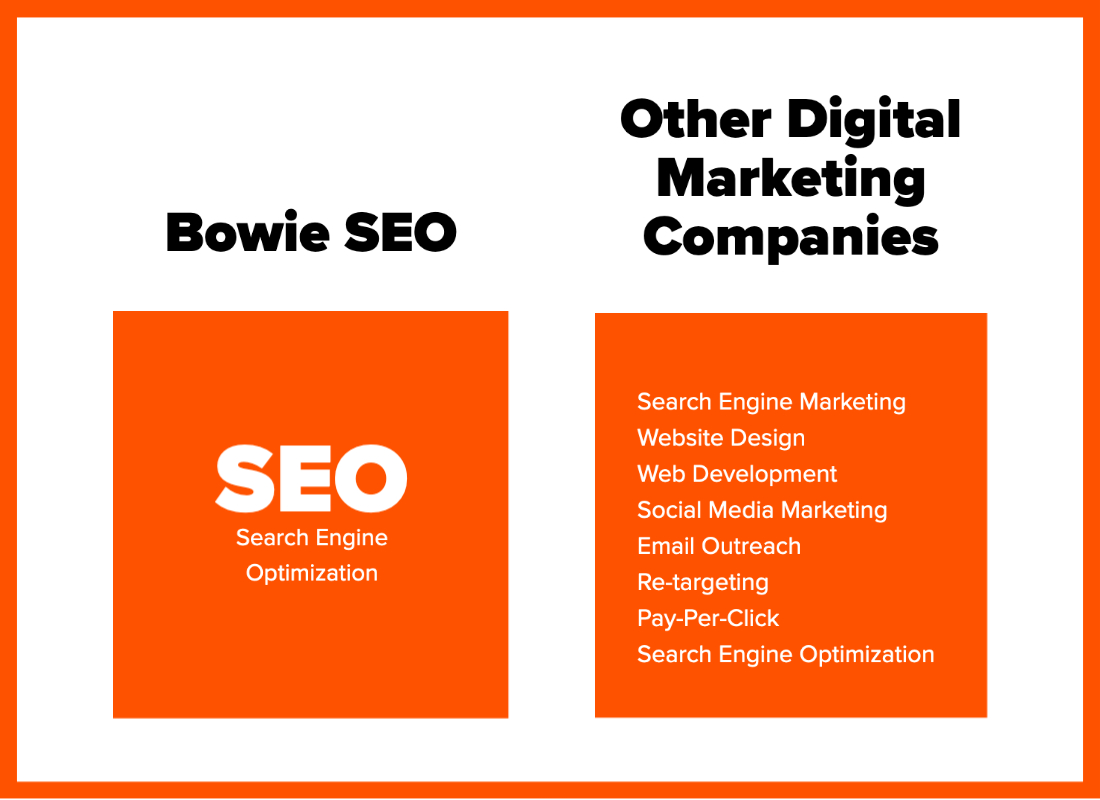 Bowie SEO
SEO
Search Engine
Optimization
Other Digital
Marketing
Companies
Search Engine Marketing
Website Design
Web Development
Social Media Marketing
Email Outreach
Re-targeting
Pay-Per-Click
Search Engine Optimization